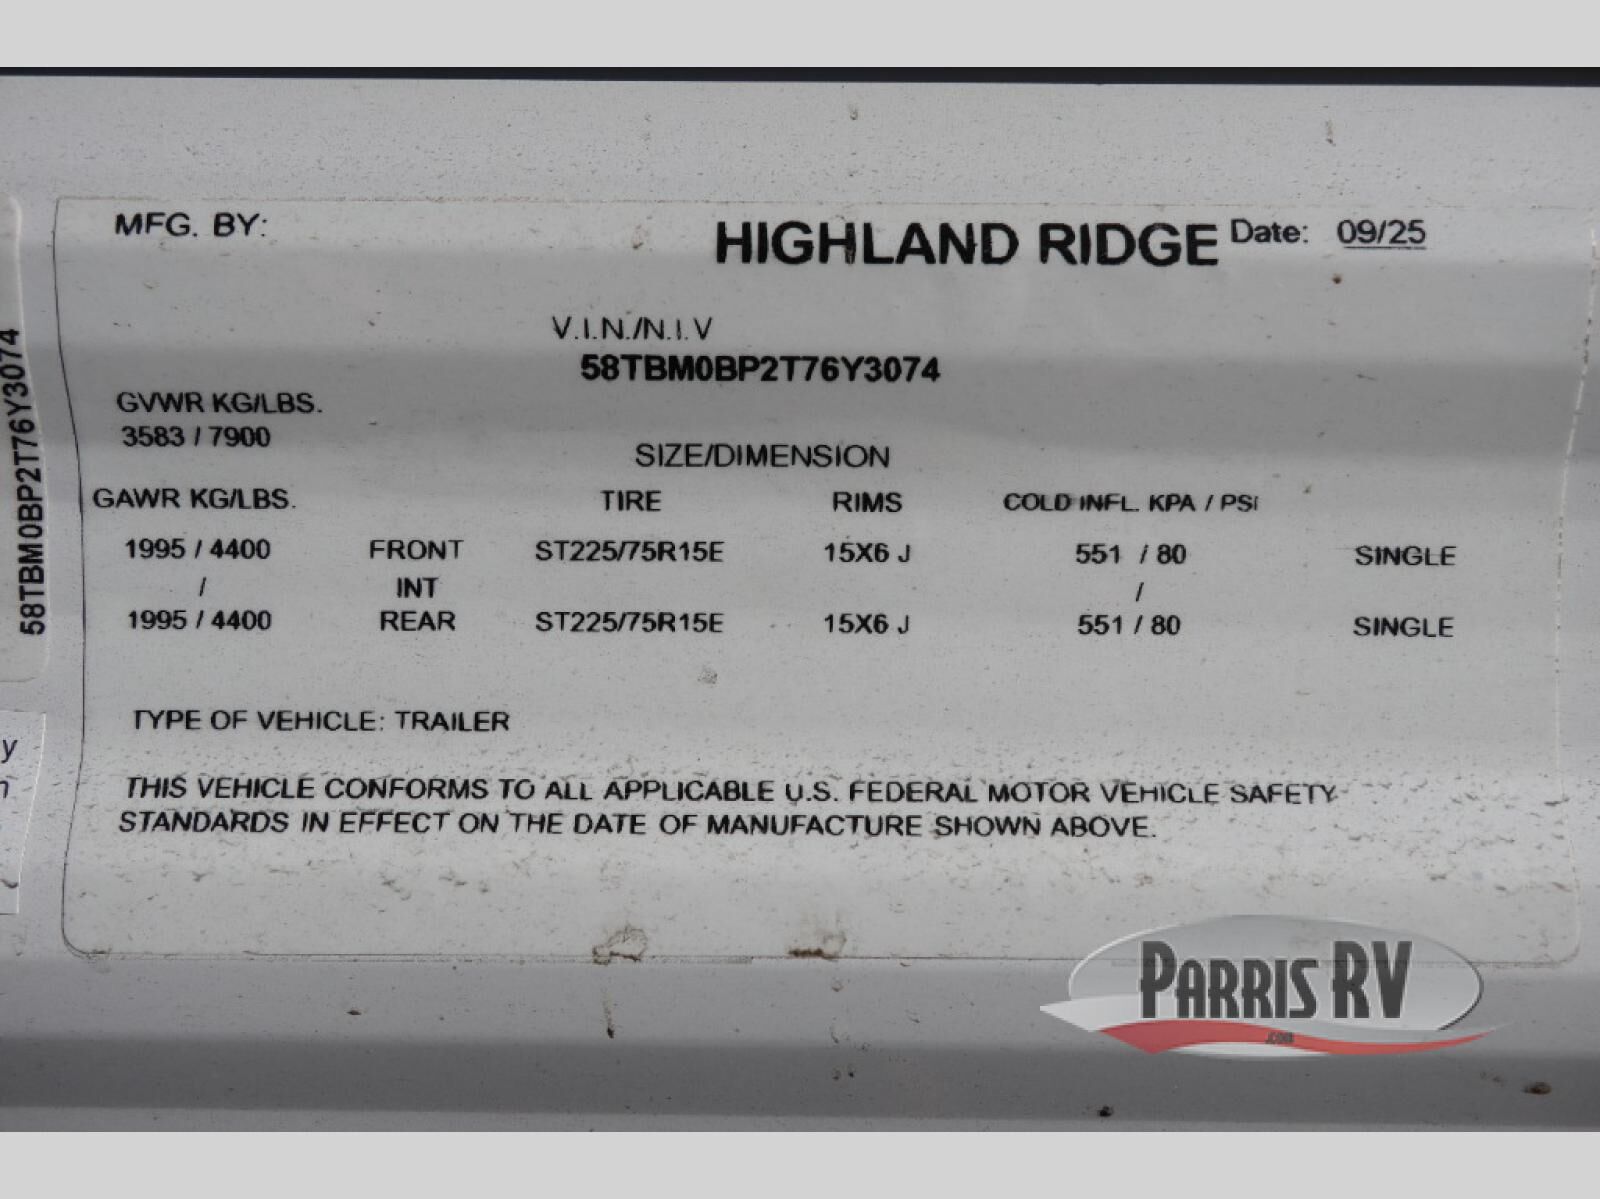 MFG. BY: HIGHLAND RIDGE Date: 09/25
V.I.N./N.I.V
58TBM0BP2T76Y3074
GVWR KG/LBS.
3583 / 7900
SIZE/DIMENSION
GAWR KG/LBS. TIRE RIMS COLD INFL. KPA / PSI
1995 / 4400 FRONT ST225/75R15E 15X6 J 551 / 80 SINGLE
/ INT /
1995 / 4400 REAR ST225/75R15E 15X6 J 551 / 80 SINGLE
TYPE OF VEHICLE: TRAILER
THIS VEHICLE CONFORMS TO ALL APPLICABLE U.S. FEDERAL MOTOR VEHICLE SAFETY
STANDARDS IN EFFECT ON THE DATE OF MANUFACTURE SHOWN ABOVE.
58TBM0BP2T76Y3074
y
PARRIS RV
.COM